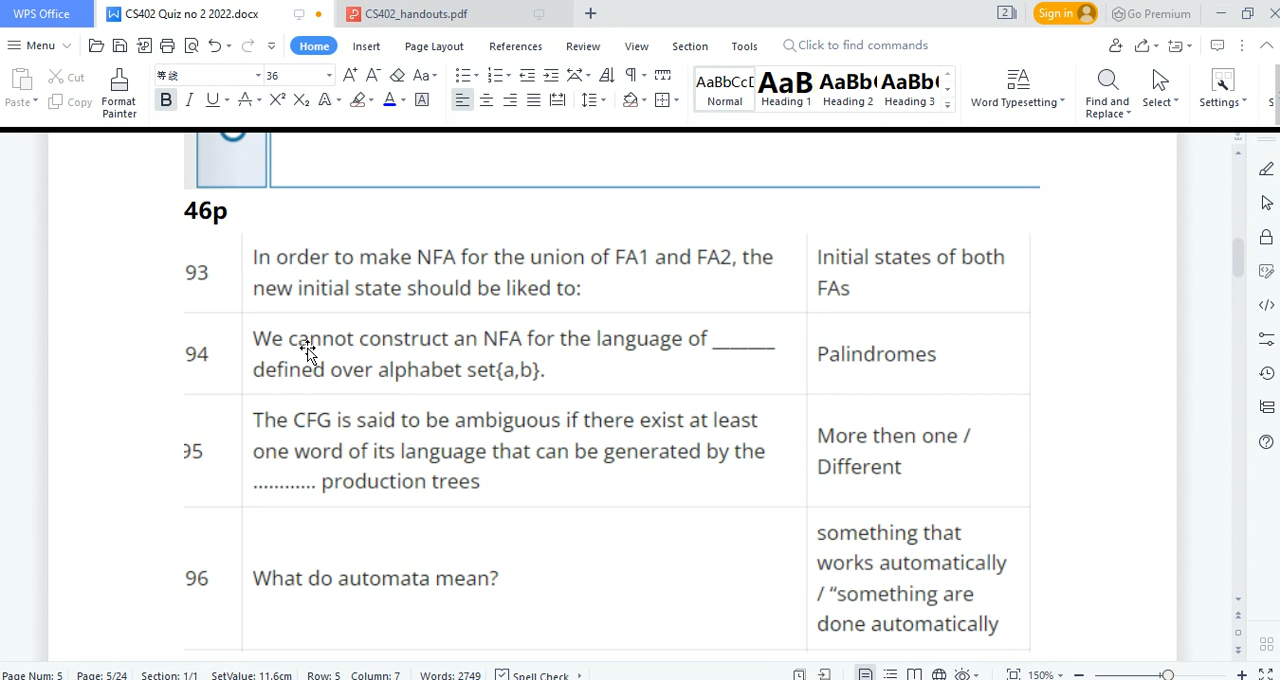 WPS Office
CS402 Quiz no 2 2022.docx
CS402_handouts.pdf
Sign in
Go Premium
Menu
Home
Insert
Page Layout
References
Review
View
Section
Tools
Click to find commands
Paste
Cut
Copy
Format
Painter
36
AaBbCcD
Normal
AaB
Heading 1
AaBb
Heading 2
AaBb
Heading 3
Word Typesetting
Find and
Replace
Select
Settings
46p
93
In order to make NFA for the union of FA1 and FA2, the
new initial state should be liked to:
Initial states of both
FAs
94
We cannot construct an NFA for the language of _______
defined over alphabet set{a,b}.
Palindromes
95
The CFG is said to be ambiguous if there exist at least
one word of its language that can be generated by the
............ production trees
More then one /
Different
96
What do automata mean?
something that
works automatically
/ “something are
done automatically
Page Num: 5
Page: 5/24
Section: 1/1
SetValue: 11.6cm
Row: 5
Column: 7
Words: 2749
Spell Check
150%